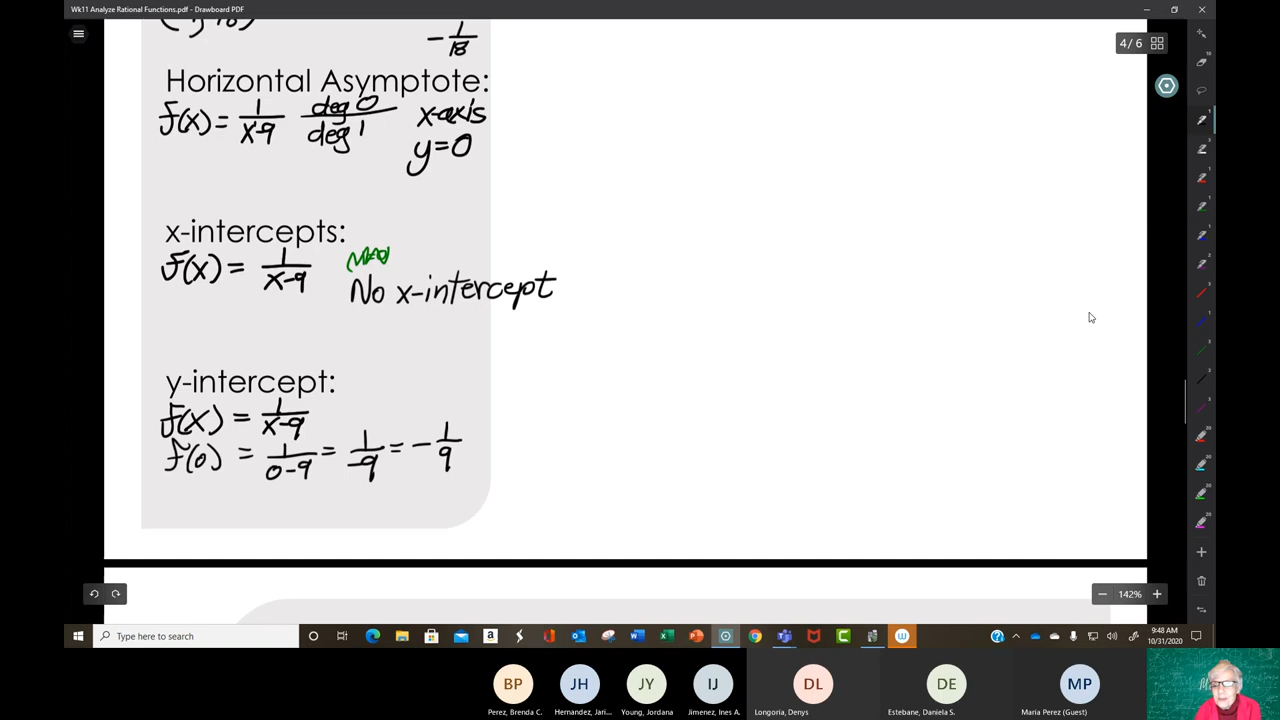 Wk11 Analyze Rational Functions.pdf - Drawboard PDF
4 / 6
- 1/18
Horizontal Asymptote:
f(x) = 1/(x-9) deg 0/deg 1 x-axis
y=0
x-intercepts:
f(x) = 1/(x-9)
No x-intercept
y-intercept:
f(x) = 1/(x-9)
f(0) = 1/(0-9) = 1/-9 = - 1/9
142%
Type here to search
9:48 AM
10/31/2020
BP JH JY IJ DL DE MP
Perez, Brenda C. Hernandez, Jari... Young, Jordana Jimenez, Ines A. Longoria, Denys Estebane, Daniela S. Maria Perez (Guest)